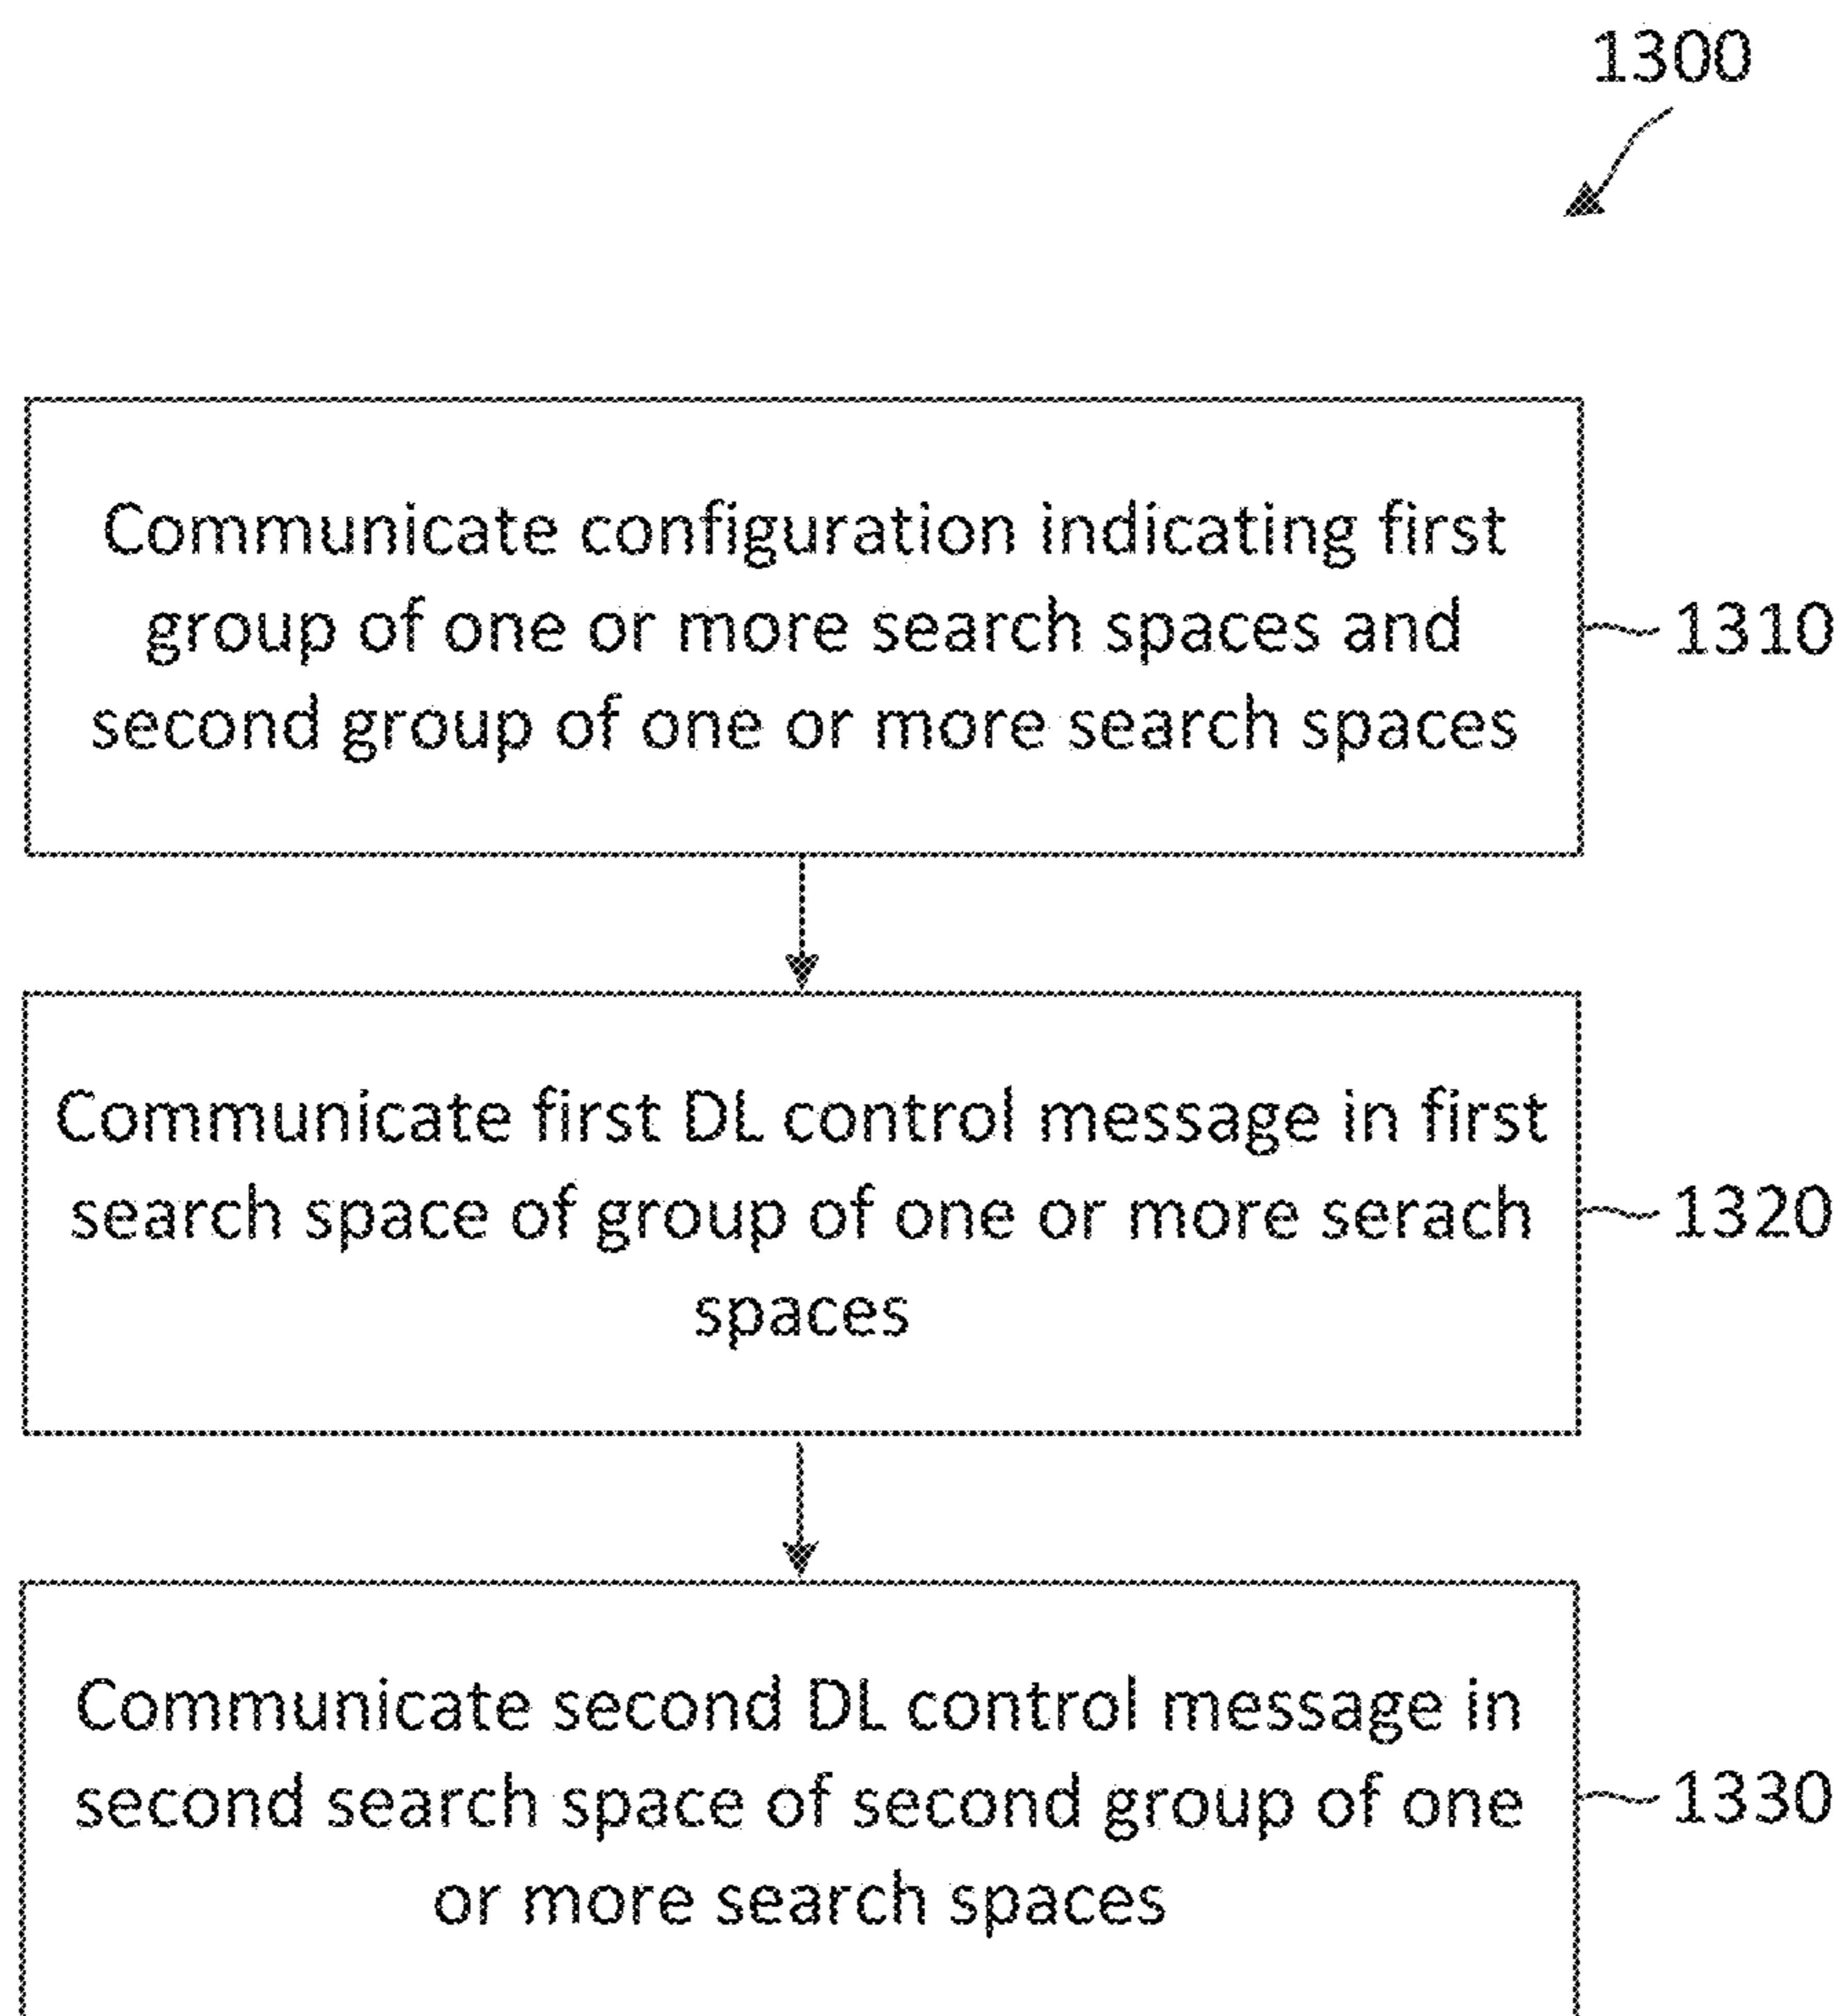 1300
Communicate configuration indicating first
group of one or more search spaces and
second group of one or more search spaces
1310
Communicate first DL control message in first
search space of group of one or more serach
spaces
1320
Communicate second DL control message in
second search space of second group of one
or more search spaces
1330